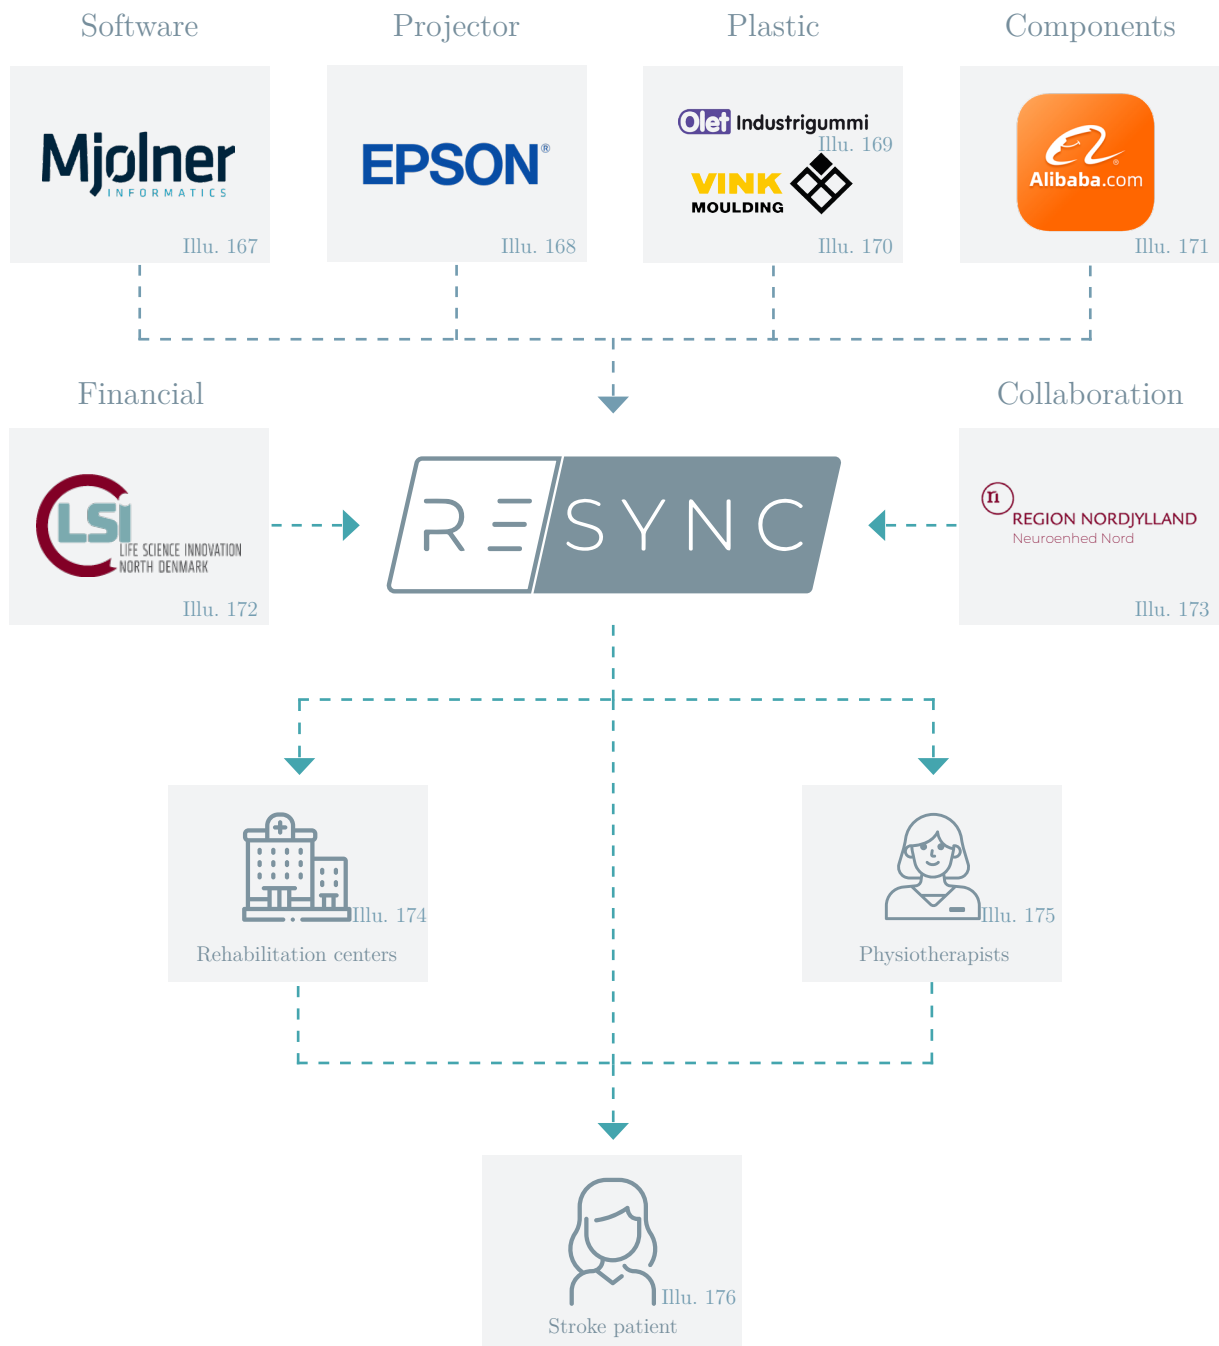 Software
Projector
Plastic
Components
Mjølner
INFORMATICS
Illu. 167
EPSON®
Illu. 168
Olet Industrigummi
Illu. 169
VINK
MOULDING
Illu. 170
Alibaba.com
Illu. 171
Financial
Collaboration
LSI
LIFE SCIENCE INNOVATION
NORTH DENMARK
Illu. 172
RESYNC
rn
REGION NORDJYLLAND
Neuroenhed Nord
Illu. 173
Illu. 174
Rehabilitation centers
Illu. 175
Physiotherapists
Illu. 176
Stroke patient